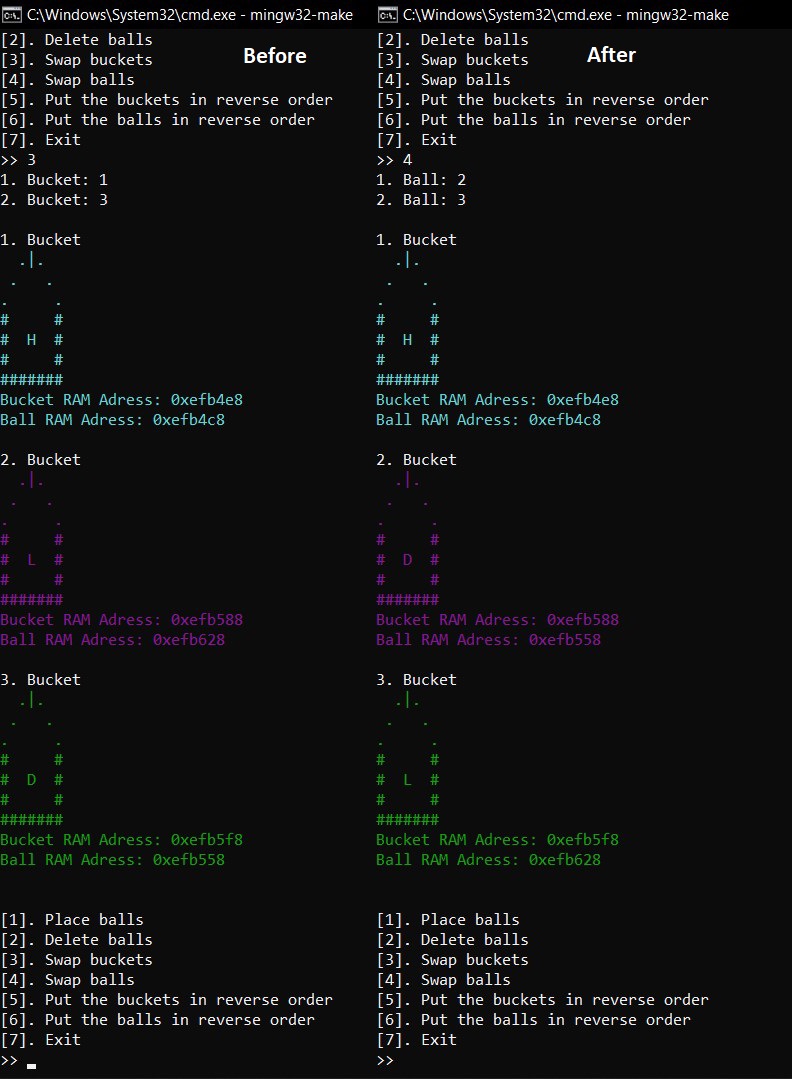 C:\Windows\System32\cmd.exe - mingw32-make
[2]. Delete balls
Before
[3]. Swap buckets
[4]. Swap balls
[5]. Put the buckets in reverse order
[6]. Put the balls in reverse order
[7]. Exit
>> 3
1. Bucket: 1
2. Bucket: 3
1. Bucket
.|.
. .
. .
# #
# H #
# #
#######
Bucket RAM Adress: 0xefb4e8
Ball RAM Adress: 0xefb4c8
2. Bucket
.|.
. .
. .
# #
# L #
# #
#######
Bucket RAM Adress: 0xefb588
Ball RAM Adress: 0xefb628
3. Bucket
.|.
. .
. .
# #
# D #
# #
#######
Bucket RAM Adress: 0xefb5f8
Ball RAM Adress: 0xefb558
[1]. Place balls
[2]. Delete balls
[3]. Swap buckets
[4]. Swap balls
[5]. Put the buckets in reverse order
[6]. Put the balls in reverse order
[7]. Exit
>> _
C:\Windows\System32\cmd.exe - mingw32-make
[2]. Delete balls
After
[3]. Swap buckets
[4]. Swap balls
[5]. Put the buckets in reverse order
[6]. Put the balls in reverse order
[7]. Exit
>> 4
1. Ball: 2
2. Ball: 3
1. Bucket
.|.
. .
. .
# #
# H #
# #
#######
Bucket RAM Adress: 0xefb4e8
Ball RAM Adress: 0xefb4c8
2. Bucket
.|.
. .
. .
# #
# D #
# #
#######
Bucket RAM Adress: 0xefb588
Ball RAM Adress: 0xefb558
3. Bucket
.|.
. .
. .
# #
# L #
# #
#######
Bucket RAM Adress: 0xefb5f8
Ball RAM Adress: 0xefb628
[1]. Place balls
[2]. Delete balls
[3]. Swap buckets
[4]. Swap balls
[5]. Put the buckets in reverse order
[6]. Put the balls in reverse order
[7]. Exit
>>